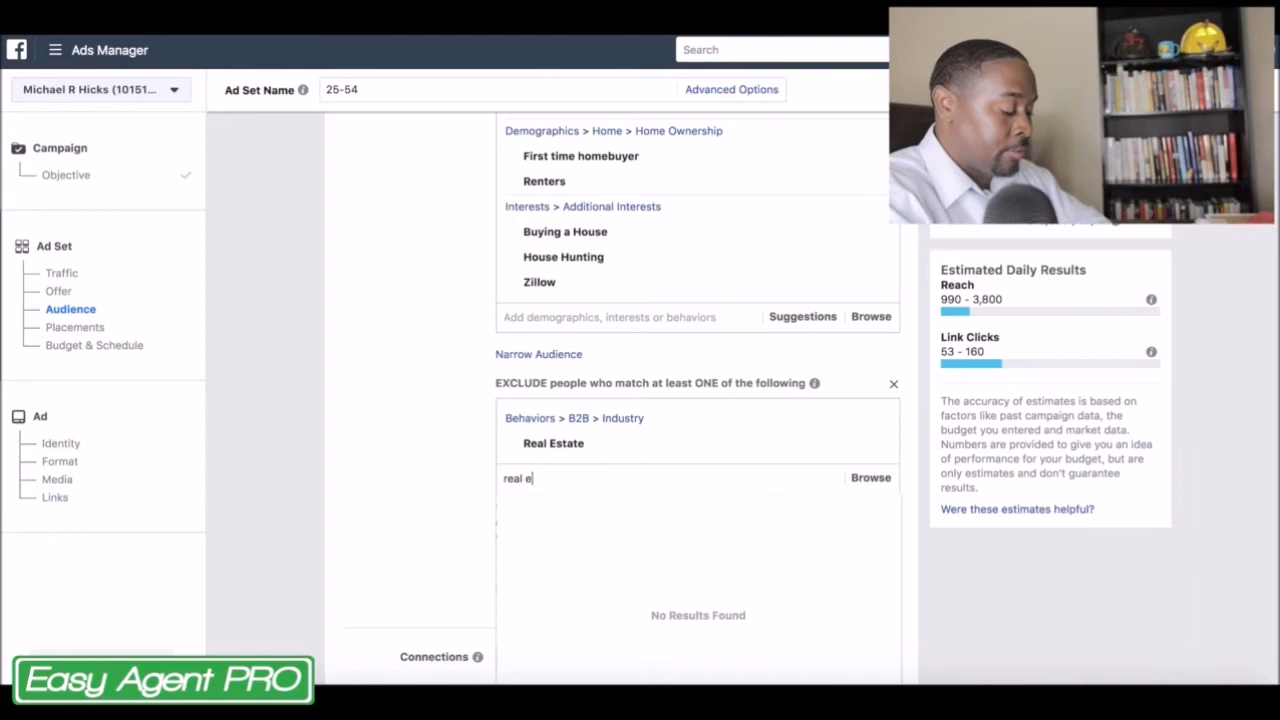 Ads Manager
Search
Michael R Hicks (10151...
Ad Set Name
25-54
Advanced Options
Campaign
Objective
Ad Set
Traffic
Offer
Audience
Placements
Budget & Schedule
Ad
Identity
Format
Media
Links
Demographics > Home > Home Ownership
First time homebuyer
Renters
Interests > Additional Interests
Buying a House
House Hunting
Zillow
Add demographics, interests or behaviors
Suggestions
Browse
Narrow Audience
EXCLUDE people who match at least ONE of the following
Behaviors > B2B > Industry
Real Estate
real e
Browse
No Results Found
Connections
Estimated Daily Results
Reach
990 - 3,800
Link Clicks
53 - 160
The accuracy of estimates is based on
factors like past campaign data, the
budget you entered and market data.
Numbers are provided to give you an idea
of performance for your budget, but are
only estimates and don't guarantee
results.
Were these estimates helpful?
Easy Agent PRO